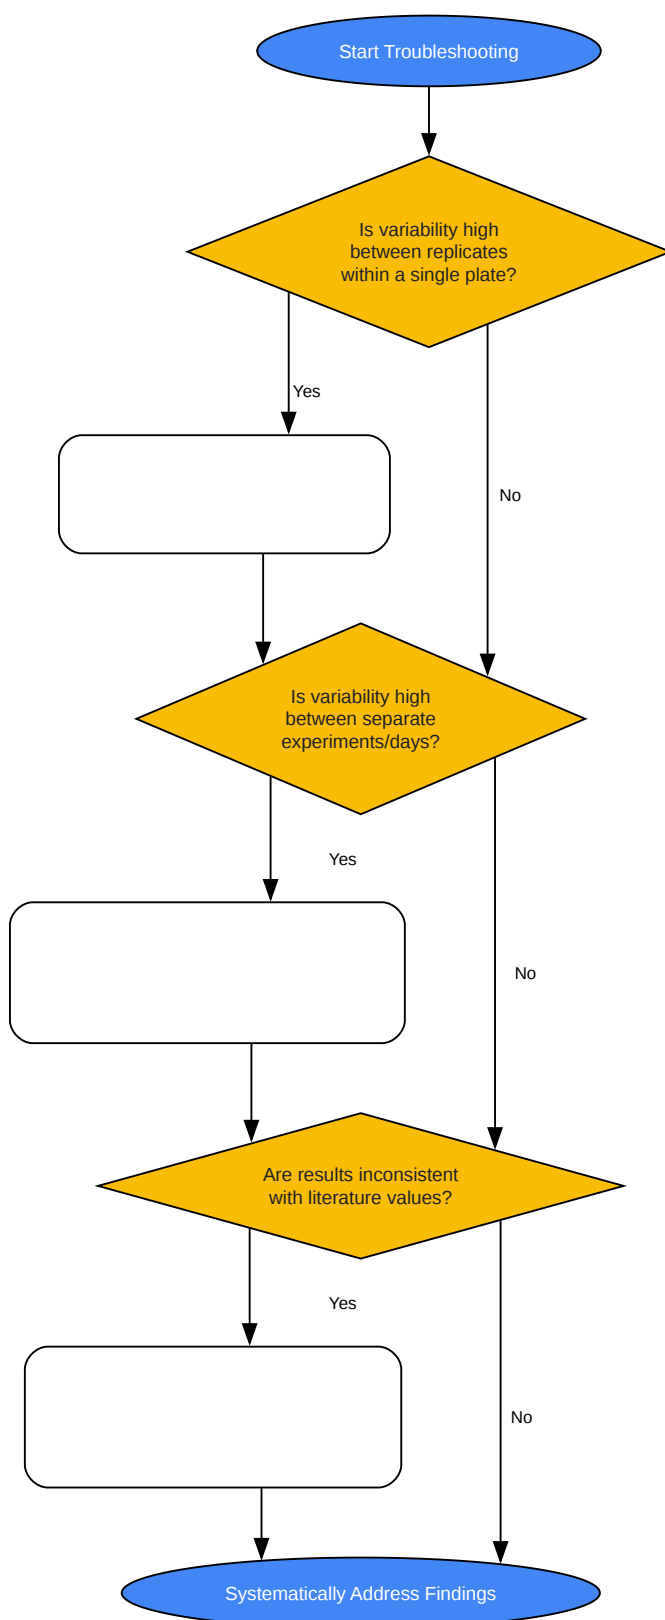 Start Troubleshooting
Is variability high
between replicates
within a single plate?
Yes
No
Is variability high
between separate
experiments/days?
Yes
No
Are results inconsistent
with literature values?
Yes
No
Systematically Address Findings